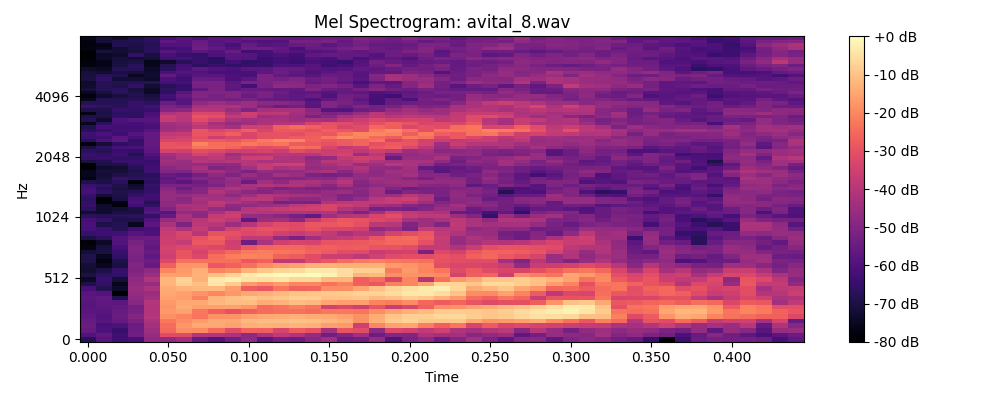 Mel Spectrogram: avital_8.wav
+0 dB
4096
-10 dB
-20 dB
2048
-30 dB
Hz
1024
-40 dB
-50 dB
512
-60 dB
-70 dB
0
-80 dB
0.000 0.050 0.100 0.150 0.200 0.250 0.300 0.350 0.400
Time